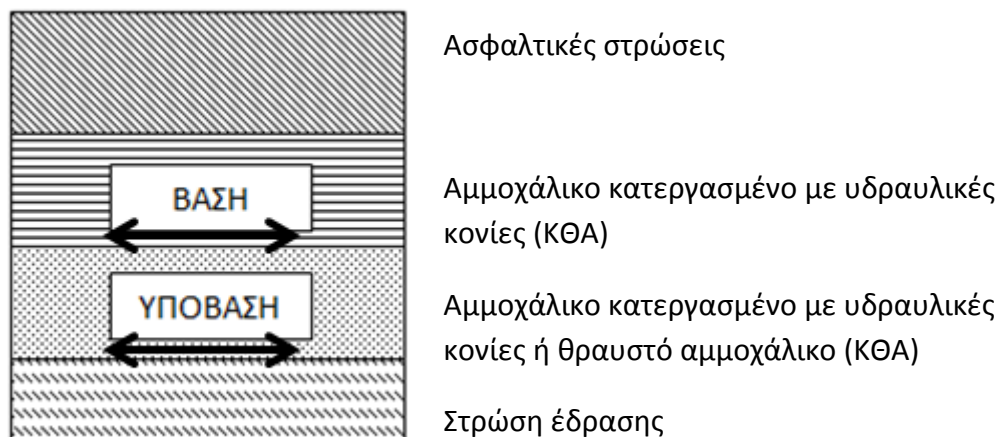 Ασφαλτικές στρώσεις
ΒΑΣΗ
Αμμοχάλικο κατεργασμένο με υδραυλικές
κονίες (ΚΘΑ)
ΥΠΟΒΑΣΗ
Αμμοχάλικο κατεργασμένο με υδραυλικές
κονίες ή θραυστό αμμοχάλικο (ΚΘΑ)
Στρώση έδρασης